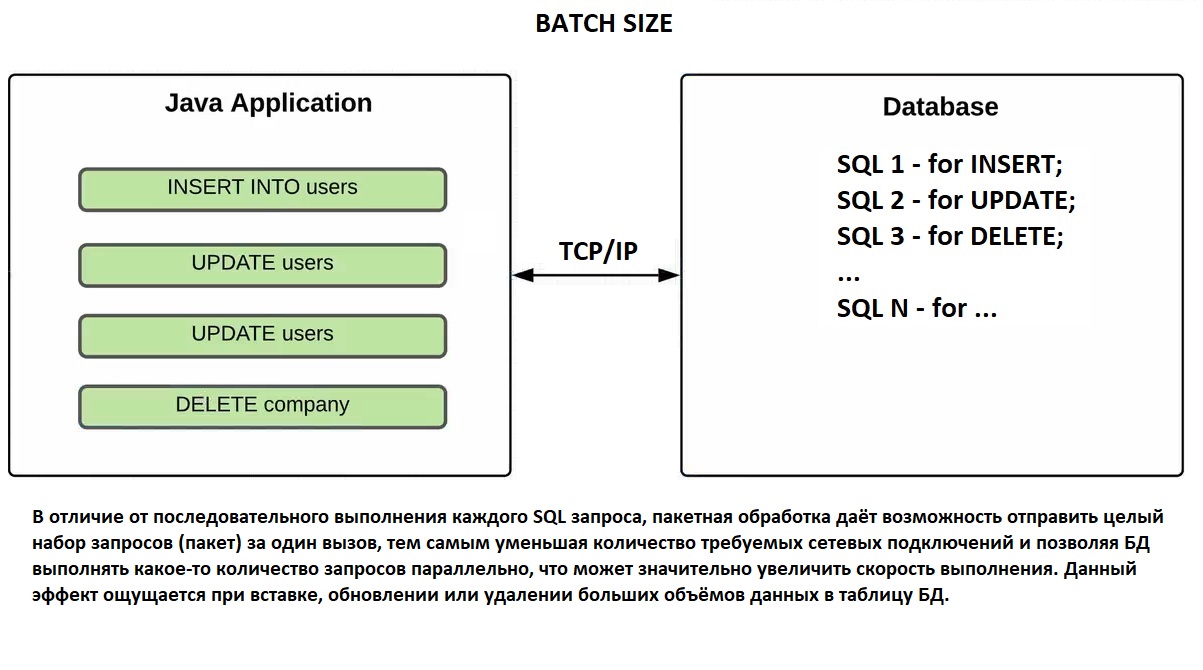 BATCH SIZE
Java Application
INSERT INTO users
UPDATE users
UPDATE users
DELETE company
TCP/IP
Database
SQL 1 - for INSERT;
SQL 2 - for UPDATE;
SQL 3 - for DELETE;
...
SQL N - for ...
В отличие от последовательного выполнения каждого SQL запроса, пакетная обработка даёт возможность отправить целый
набор запросов (пакет) за один вызов, тем самым уменьшая количество требуемых сетевых подключений и позволяя БД
выполнять какое-то количество запросов параллельно, что может значительно увеличить скорость выполнения. Данный
эффект ощущается при вставке, обновлении или удалении больших объёмов данных в таблицу БД.